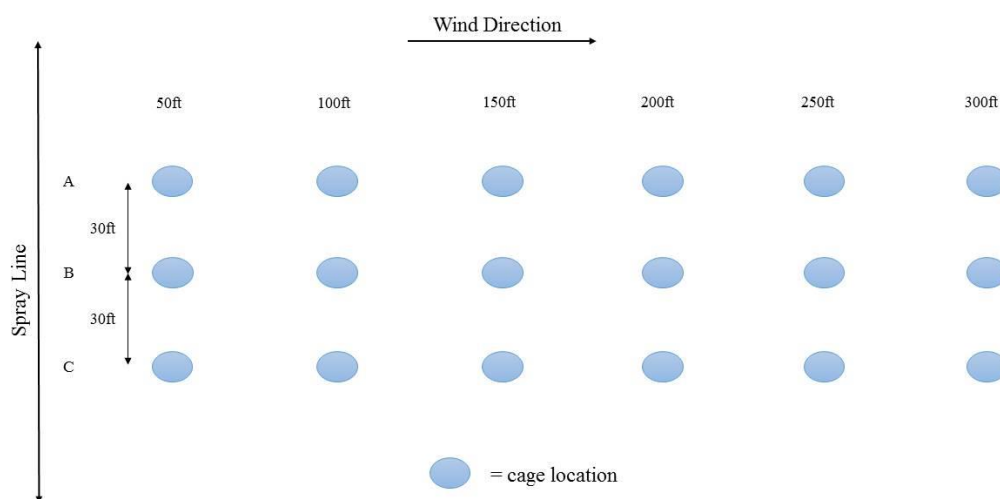 Wind Direction
50ft 100ft 150ft 200ft 250ft 300ft
A
30ft
B
Spray Line
30ft
C
= cage location